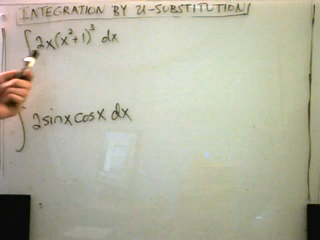 INTEGRATION BY U-SUBSTITUTION
∫2x(x²+1)³ dx
∫2sinx cosx dx